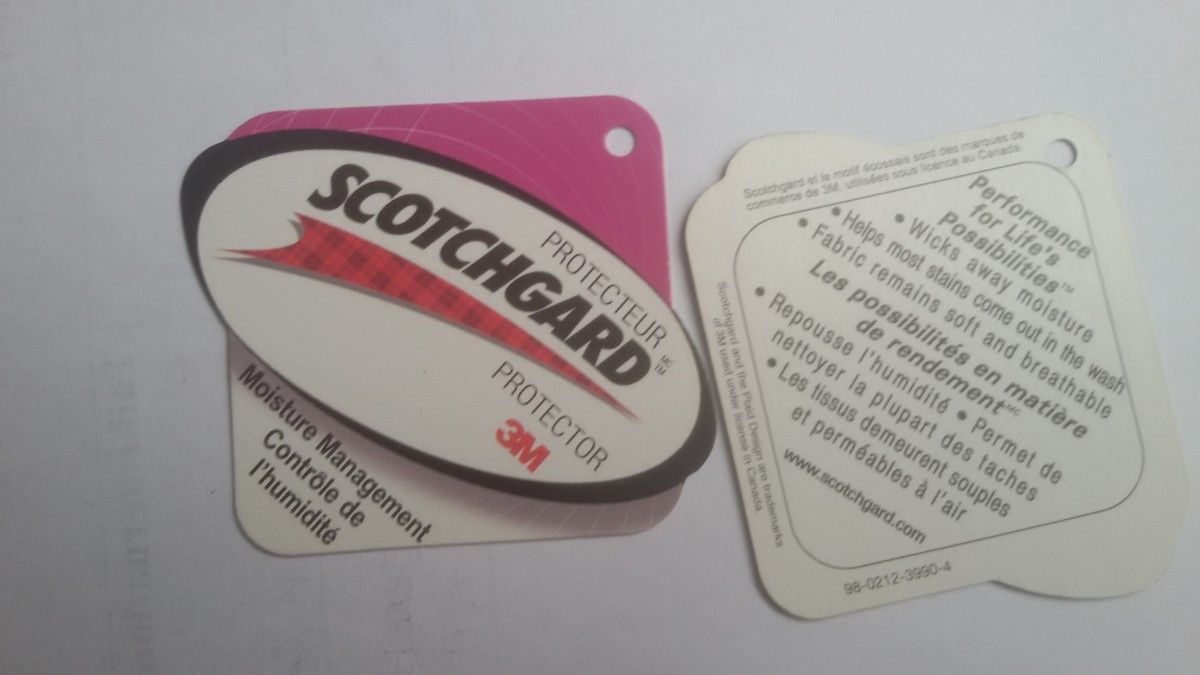 PROTECTEUR
SCOTCHGARD
MC
TM
PROTECTOR
3M
Moisture Management
Contrôle de
l'humidité
Scotchgard et le motif écossais sont des marques de
commerce de 3M, utilisées sous licence au Canada.
Performance
for Life's
Possibilities™
• Wicks away moisture
• Helps most stains come out in the wash
• Fabric remains soft and breathable
Les possibilités en matière
de rendement MC
• Repousse l'humidité • Permet de
nettoyer la plupart des taches
• Les tissus demeurent souples
et perméables à l'air
www.scotchgard.com
Scotchgard and the Plaid Design are trademarks
of 3M used under license in Canada.
98-0212-3990-4